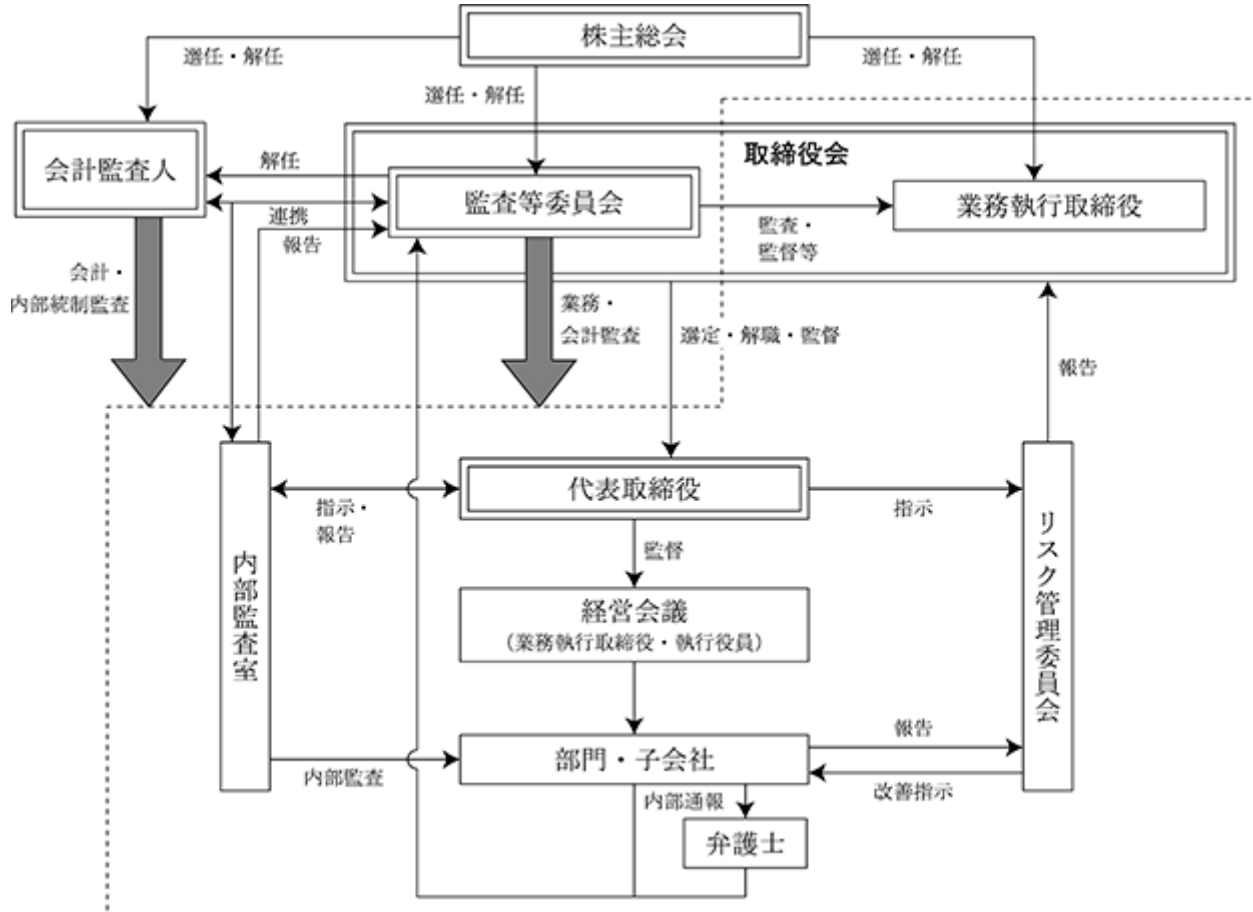 株主総会
選任・解任
選任・解任
選任・解任
取締役会
会計監査人
解任
監査等委員会
業務執行取締役
連携
報告
監査・
監督等
会計・
内部統制監査
業務・
会計監査
選定・解職・監督
報告
代表取締役
指示・
報告
指示
監督
内部監査室
リスク管理委員会
経営会議
（業務執行取締役・執行役員）
部門・子会社
報告
内部監査
改善指示
内部通報
弁護士